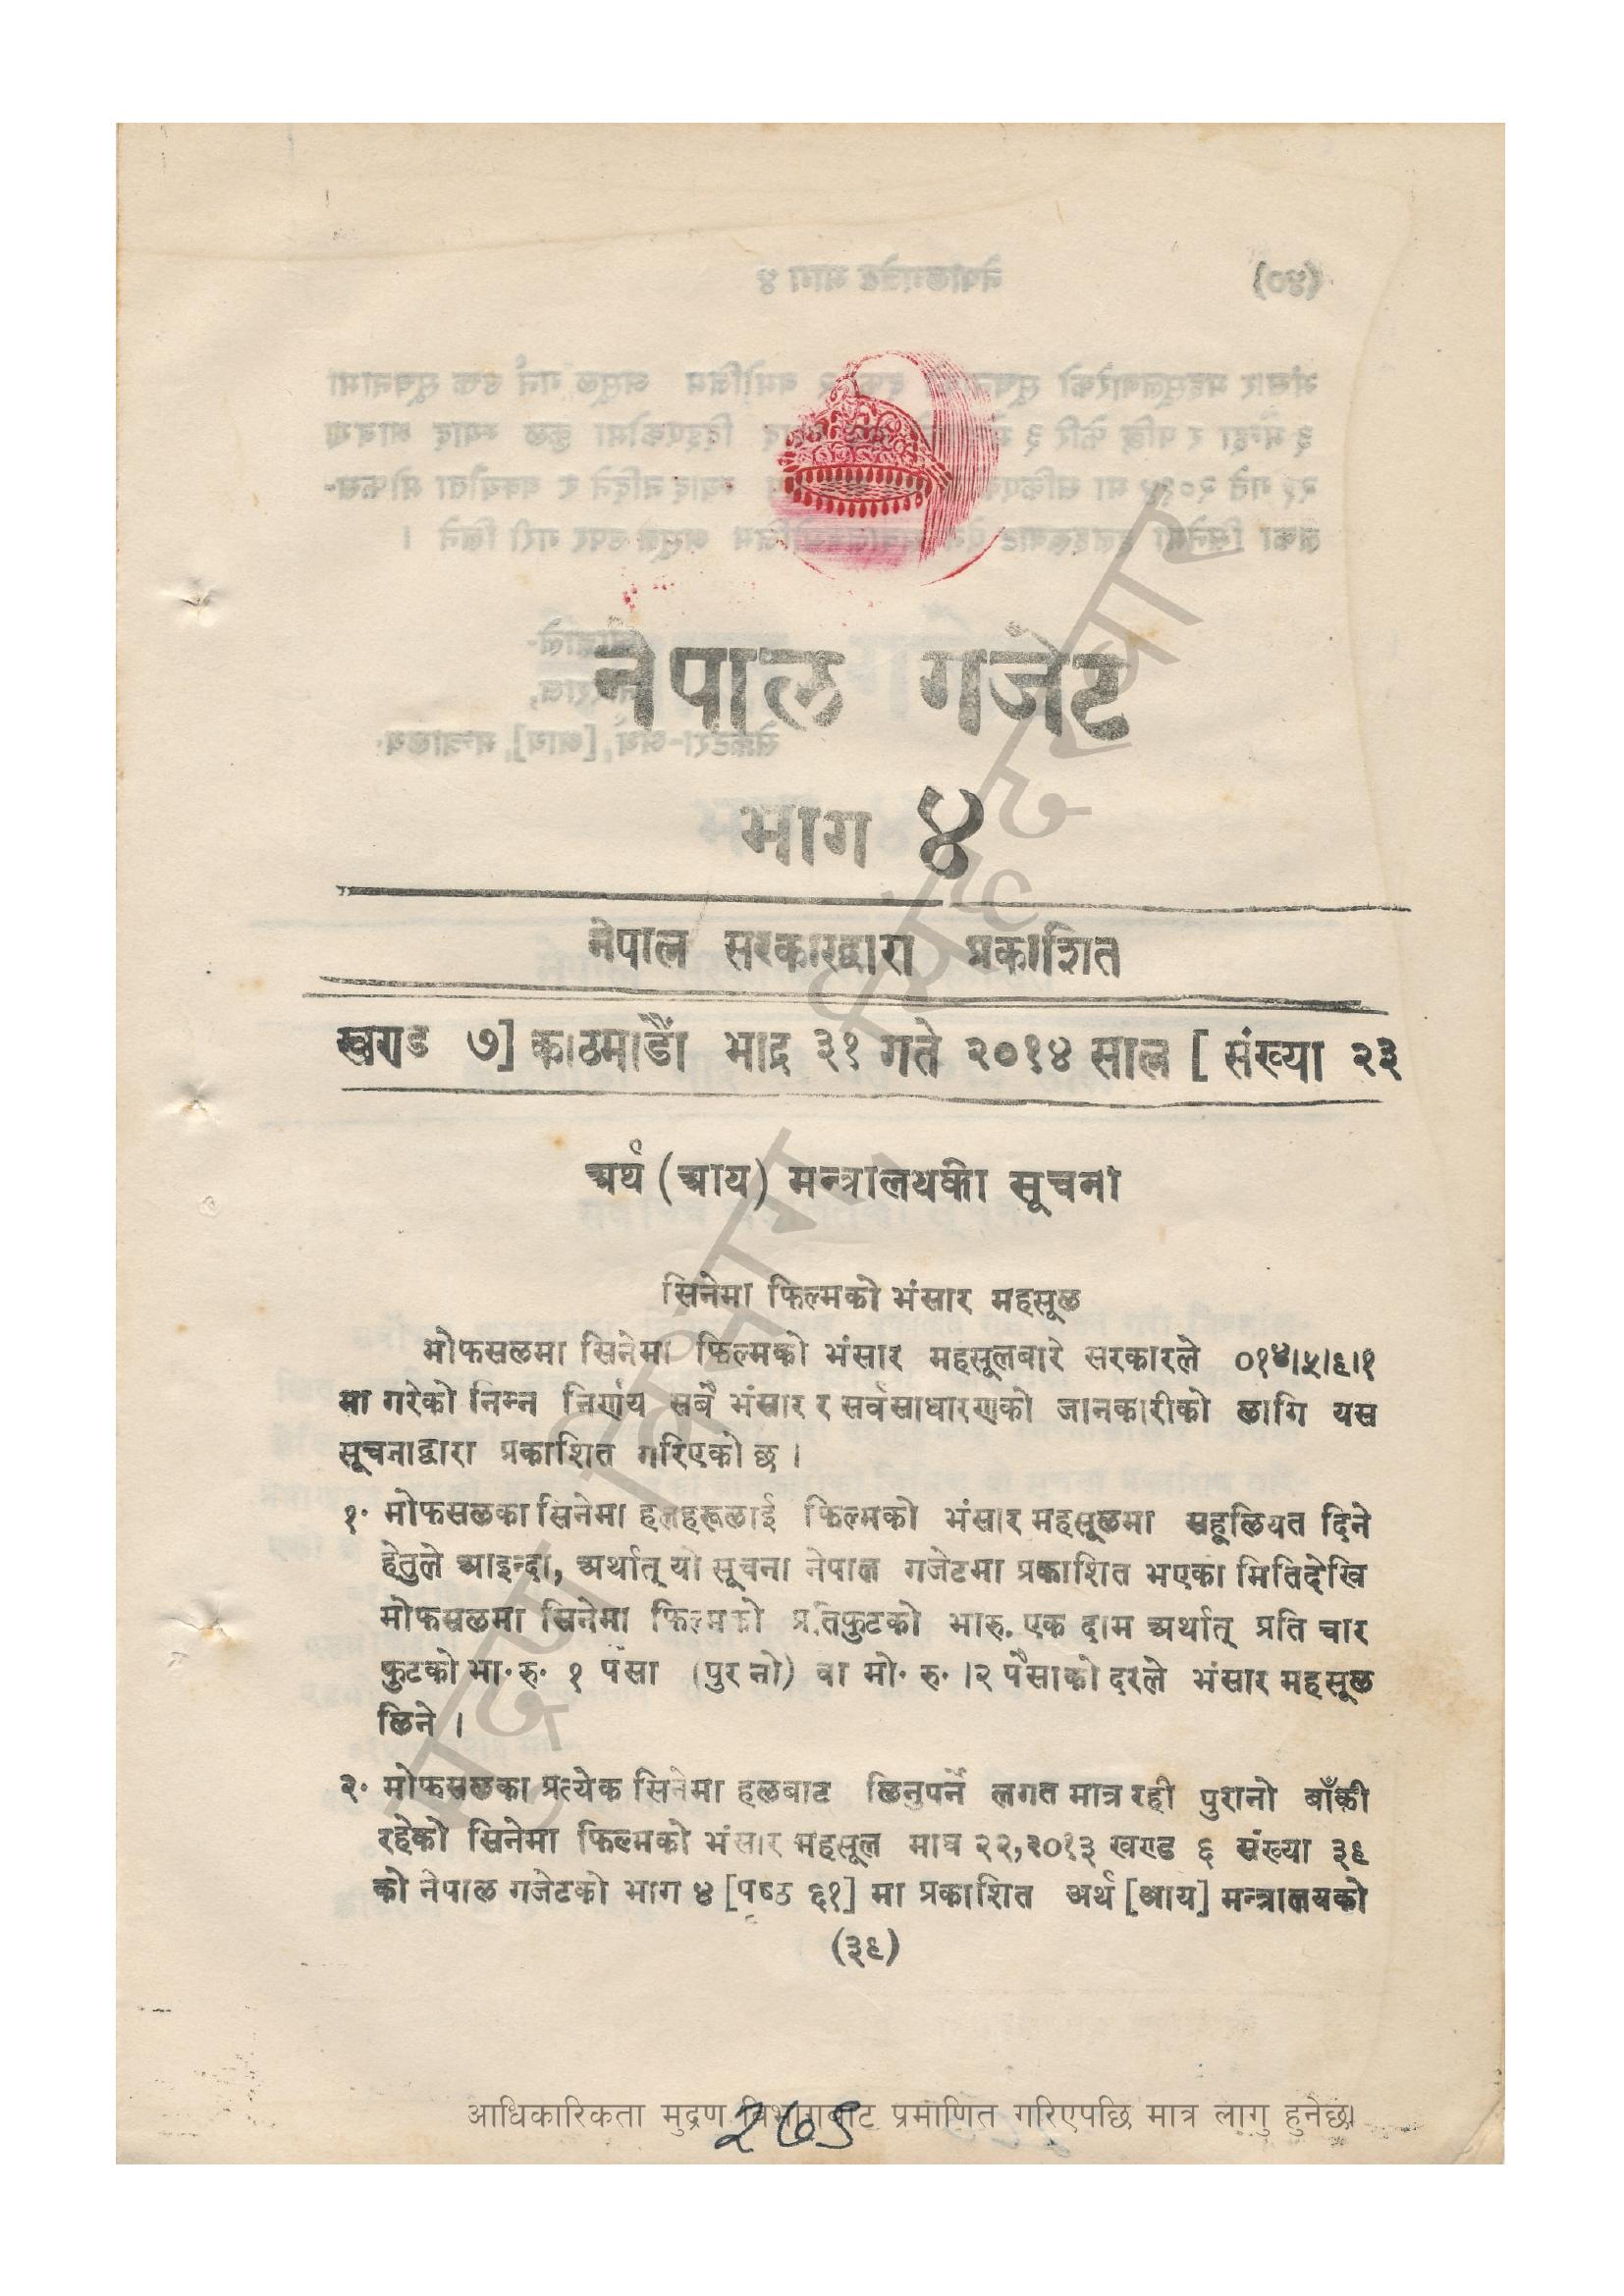 नेपाल गजेट
भाग ४
नेपाल सरकारद्वारा प्रकाशित
खण्ड ७] काठमाडौं भाद्र ३१ गते २०१४ साल [ संख्या २३
अर्थ (आय) मन्त्रालयको सूचना
सिनेमा फिल्मको भंसार महसूल
मोफसलमा सिनेमा फिल्मको भंसार महसूलबारे सरकारले ०१४।५।९।१
मा गरेको निम्न निर्णय सबै भंसार र सर्वसाधारणको जानकारीको लागि यस
सूचनाद्वारा प्रकाशित गरिएको छ ।
१· मोफसलका सिनेमा हलहरूलाई फिल्मको भंसार महसूलमा सहूलियत दिने
हेतुले आइन्दा, अर्थात् यो सूचना नेपाल गजेटमा प्रकाशित भएका मितिदेखि
मोफसलमा सिनेमा फिल्मको प्रतिफुटको भारु. एक दाम अर्थात् प्रति चार
फुटको भा· रु· १ पैसा (पुरानो) वा मो· रु· ।२ पैसाको दरले भंसार महसूल
लिने ।
२· मोफसलका प्रत्येक सिनेमा हलबाट लिनुपर्ने लगत मात्र रही पुरानो बाँकी
रहेको सिनेमा फिल्मको भंसार महसूल माघ २२,२०१३ खण्ड ६ संख्या ३९
को नेपाल गजेटको भाग ४ [पृष्ठ ६१] मा प्रकाशित अर्थ [आय] मन्त्रालयको
(३९)
आधिकारिकता मुद्रण विभागबाट प्रमाणित गरिएपछि मात्र लागु हुनेछ।